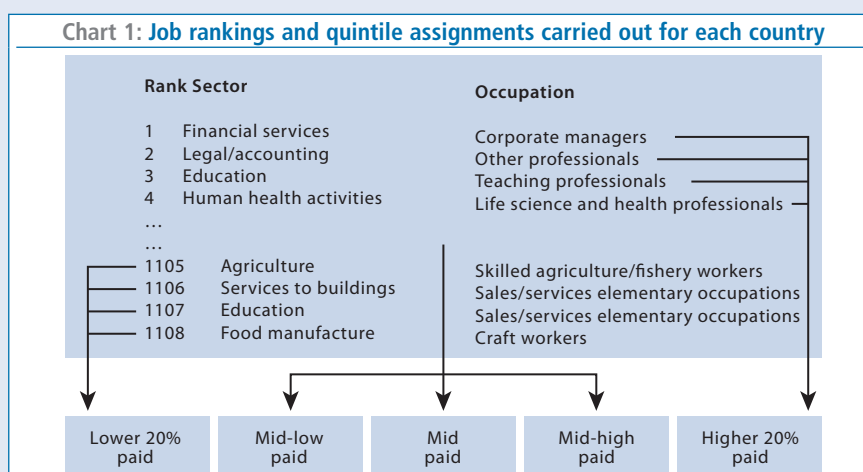 Chart 1: Job rankings and quintile assignments carried out for each country
Rank Sector Occupation
1 Financial services Corporate managers
2 Legal/accounting Other professionals
3 Education Teaching professionals
4 Human health activities Life science and health professionals
...
...
1105 Agriculture Skilled agriculture/fishery workers
1106 Services to buildings Sales/services elementary occupations
1107 Education Sales/services elementary occupations
1108 Food manufacture Craft workers
Lower 20% Mid-low Mid Mid-high Higher 20%
paid paid paid paid paid